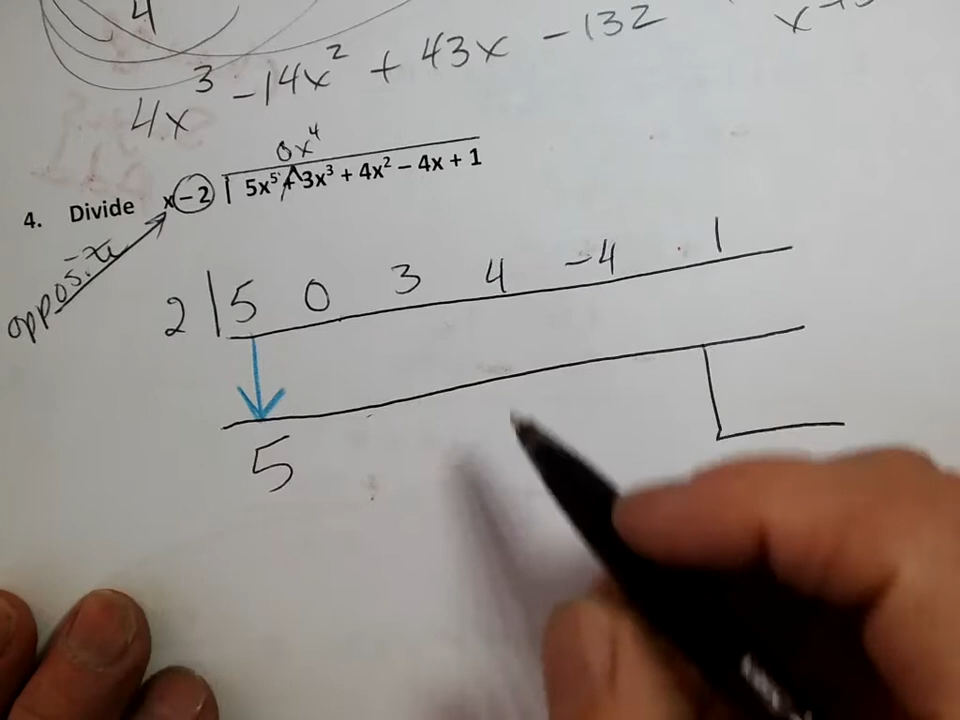 4
4x³ -14x² + 43x -132
0x⁴
4. Divide x - 2 5x⁵ + 3x³ + 4x² - 4x + 1
opposite
2 5 0 3 4 -4 1
5